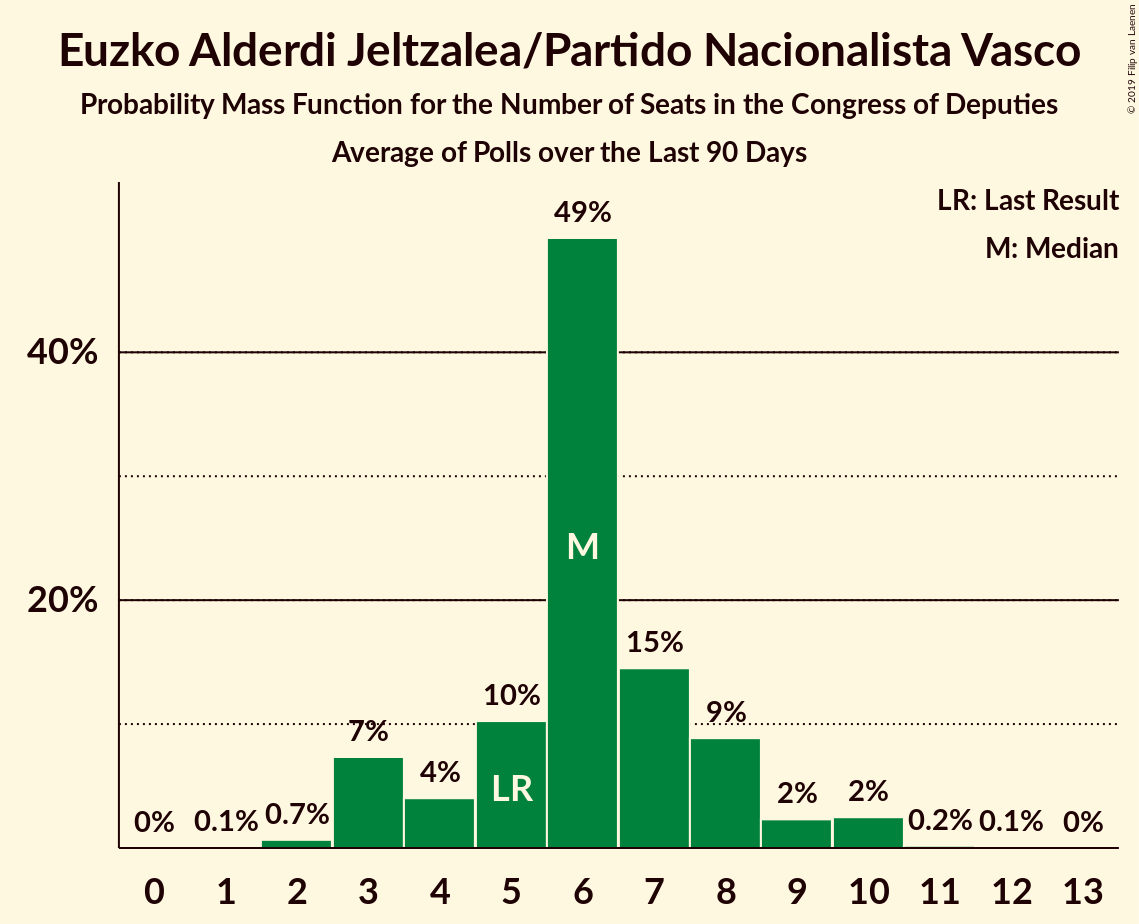 Euzko Alderdi Jeltzalea/Partido Nacionalista Vasco
Probability Mass Function for the Number of Seats in the Congress of Deputies
Average of Polls over the Last 90 Days
© 2019 Filip van Laenen
LR: Last Result
M: Median
49%
40%
M
20%
15%
10%
9%
7%
4%
LR
2%
2%
0%
0.1%
0.7%
0.2%
0.1%
0%
0 1 2 3 4 5 6 7 8 9 10 11 12 13